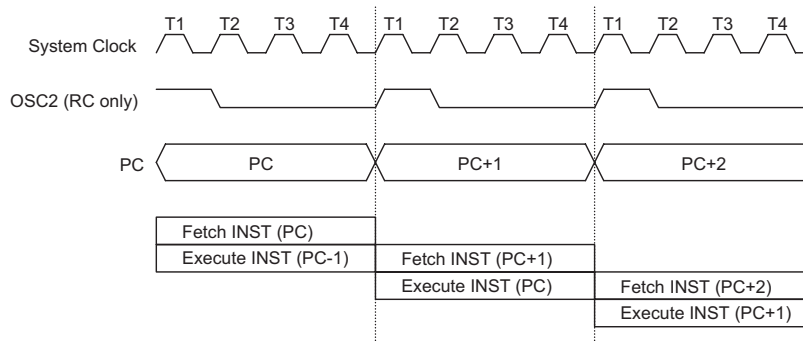 T1 T2 T3 T4 T1 T2 T3 T4 T1 T2 T3 T4
System Clock
OSC2 (RC only)
PC PC PC+1 PC+2
Fetch INST (PC)
Execute INST (PC-1) Fetch INST (PC+1)
Execute INST (PC) Fetch INST (PC+2)
Execute INST (PC+1)